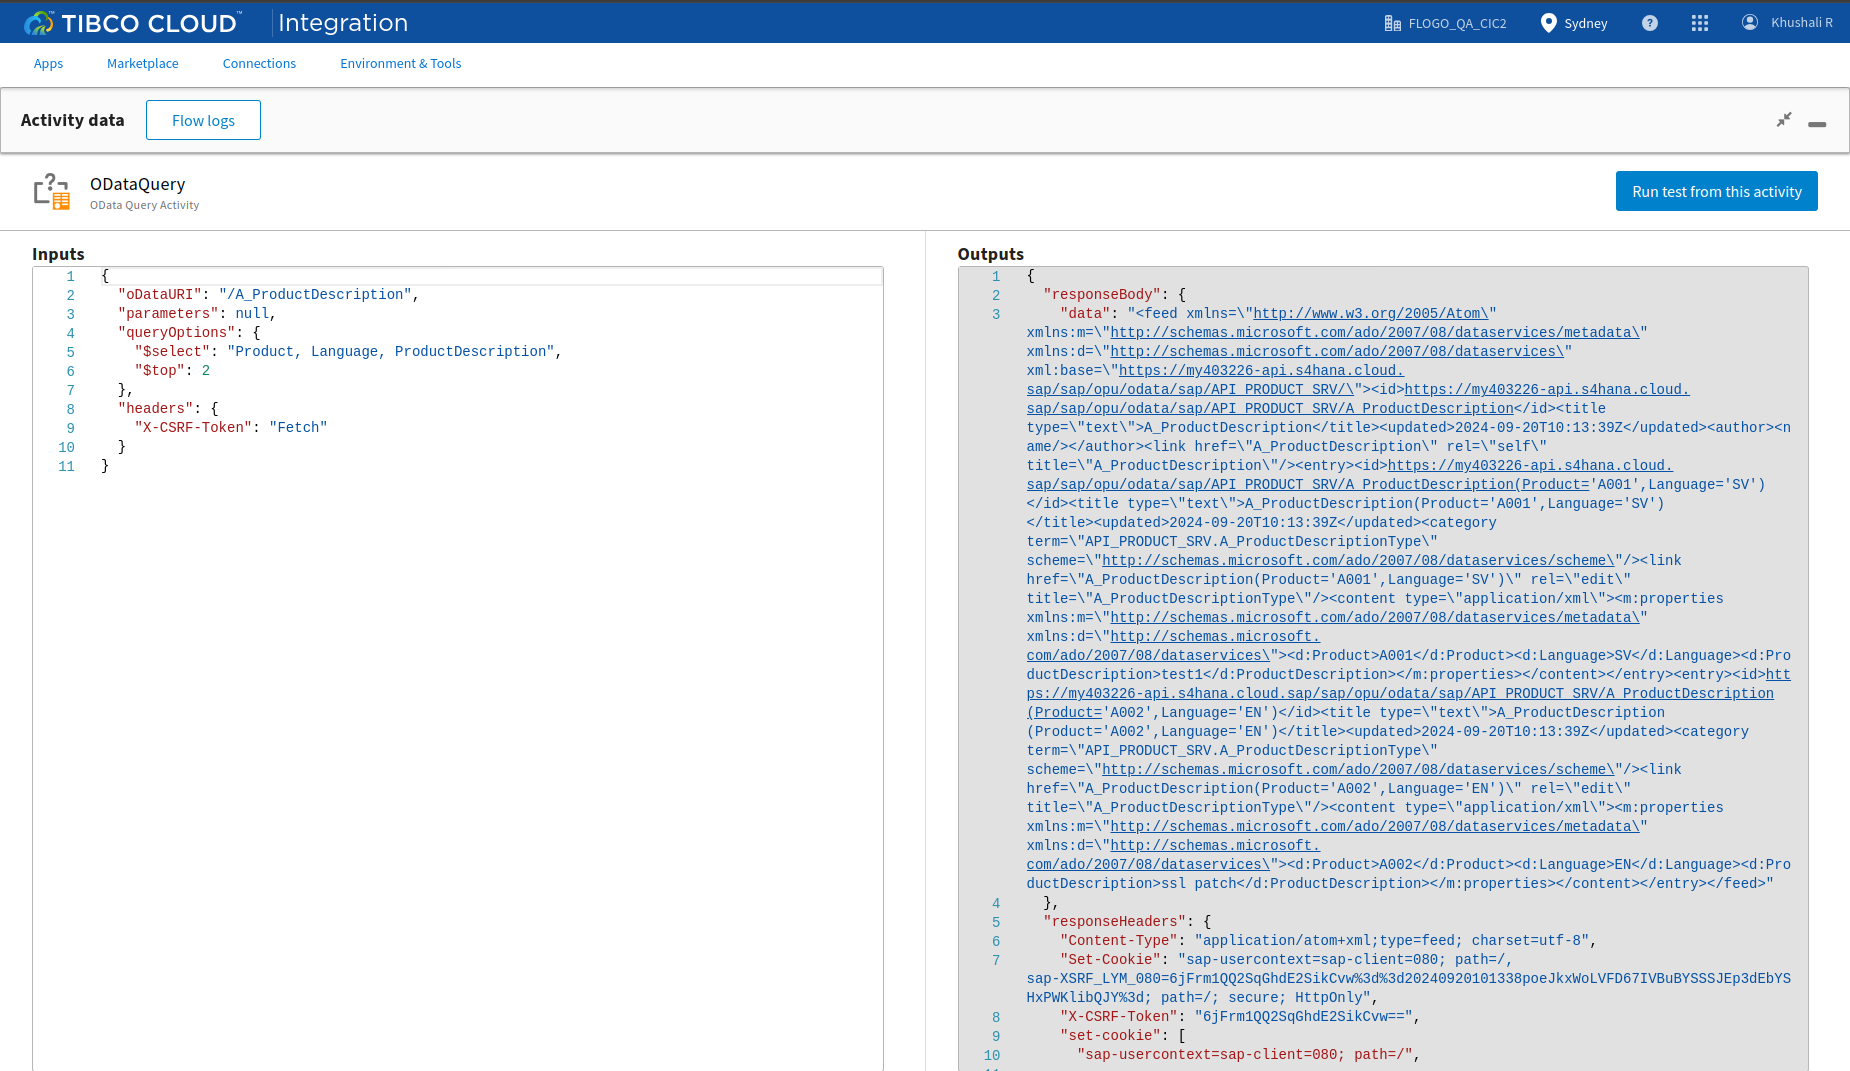 TIBCO CLOUD™ Integration
FLOGO_QA_CIC2
Sydney
?
Khushali R
Apps
Marketplace
Connections
Environment & Tools
Activity data
Flow logs
ODataQuery
OData Query Activity
Run test from this activity
Inputs
1 {
2 "oDataURI": "/A_ProductDescription",
3 "parameters": null,
4 "queryOptions": {
5 "$select": "Product, Language, ProductDescription",
6 "$top": 2
7 },
8 "headers": {
9 "X-CSRF-Token": "Fetch"
10 }
11 }
Outputs
1 {
2 "responseBody": {
3 "data": "<feed xmlns=\"http://www.w3.org/2005/Atom\"
xmlns:m=\"http://schemas.microsoft.com/ado/2007/08/dataservices/metadata\"
xmlns:d=\"http://schemas.microsoft.com/ado/2007/08/dataservices\"
xml:base=\"https://my403226-api.s4hana.cloud.
sap/sap/opu/odata/sap/API_PRODUCT_SRV/\"><id>https://my403226-api.s4hana.cloud.
sap/sap/opu/odata/sap/API_PRODUCT_SRV/A_ProductDescription</id><title
type=\"text\">A_ProductDescription</title><updated>2024-09-20T10:13:39Z</updated><author><n
ame/></author><link href=\"A_ProductDescription\" rel=\"self\"
title=\"A_ProductDescription\"/><entry><id>https://my403226-api.s4hana.cloud.
sap/sap/opu/odata/sap/API_PRODUCT_SRV/A_ProductDescription(Product='A001',Language='SV')
</id><title type=\"text\">A_ProductDescription(Product='A001',Language='SV')
</title><updated>2024-09-20T10:13:39Z</updated><category
term=\"API_PRODUCT_SRV.A_ProductDescriptionType\"
scheme=\"http://schemas.microsoft.com/ado/2007/08/dataservices/scheme\"/><link
href=\"A_ProductDescription(Product='A001',Language='SV')\" rel=\"edit\"
title=\"A_ProductDescriptionType\"/><content type=\"application/xml\"><m:properties
xmlns:m=\"http://schemas.microsoft.com/ado/2007/08/dataservices/metadata\"
xmlns:d=\"http://schemas.microsoft.
com/ado/2007/08/dataservices\"><d:Product>A001</d:Product><d:Language>SV</d:Language><d:Pro
ductDescription>test1</d:ProductDescription></m:properties></content></entry><entry><id>htt
ps://my403226-api.s4hana.cloud.sap/sap/opu/odata/sap/API_PRODUCT_SRV/A_ProductDescription
(Product='A002',Language='EN')</id><title type=\"text\">A_ProductDescription
(Product='A002',Language='EN')</title><updated>2024-09-20T10:13:39Z</updated><category
term=\"API_PRODUCT_SRV.A_ProductDescriptionType\"
scheme=\"http://schemas.microsoft.com/ado/2007/08/dataservices/scheme\"/><link
href=\"A_ProductDescription(Product='A002',Language='EN')\" rel=\"edit\"
title=\"A_ProductDescriptionType\"/><content type=\"application/xml\"><m:properties
xmlns:m=\"http://schemas.microsoft.com/ado/2007/08/dataservices/metadata\"
xmlns:d=\"http://schemas.microsoft.
com/ado/2007/08/dataservices\"><d:Product>A002</d:Product><d:Language>EN</d:Language><d:Pro
ductDescription>ssl patch</d:ProductDescription></m:properties></content></entry></feed>"
4 },
5 "responseHeaders": {
6 "Content-Type": "application/atom+xml;type=feed; charset=utf-8",
7 "Set-Cookie": "sap-usercontext=sap-client=080; path=/,
sap-XSRF_LYM_080=6jFrm1QQ2SqGhdE2SikCvw%3d%3d20240920101338poeJkxWoLVFD67IVBuBYSSSJEp3dEbYS
HxPWKlibQJY%3d; path=/; secure; HttpOnly",
8 "X-CSRF-Token": "6jFrm1QQ2SqGhdE2SikCvw==",
9 "set-cookie": [
10 "sap-usercontext=sap-client=080; path=/",